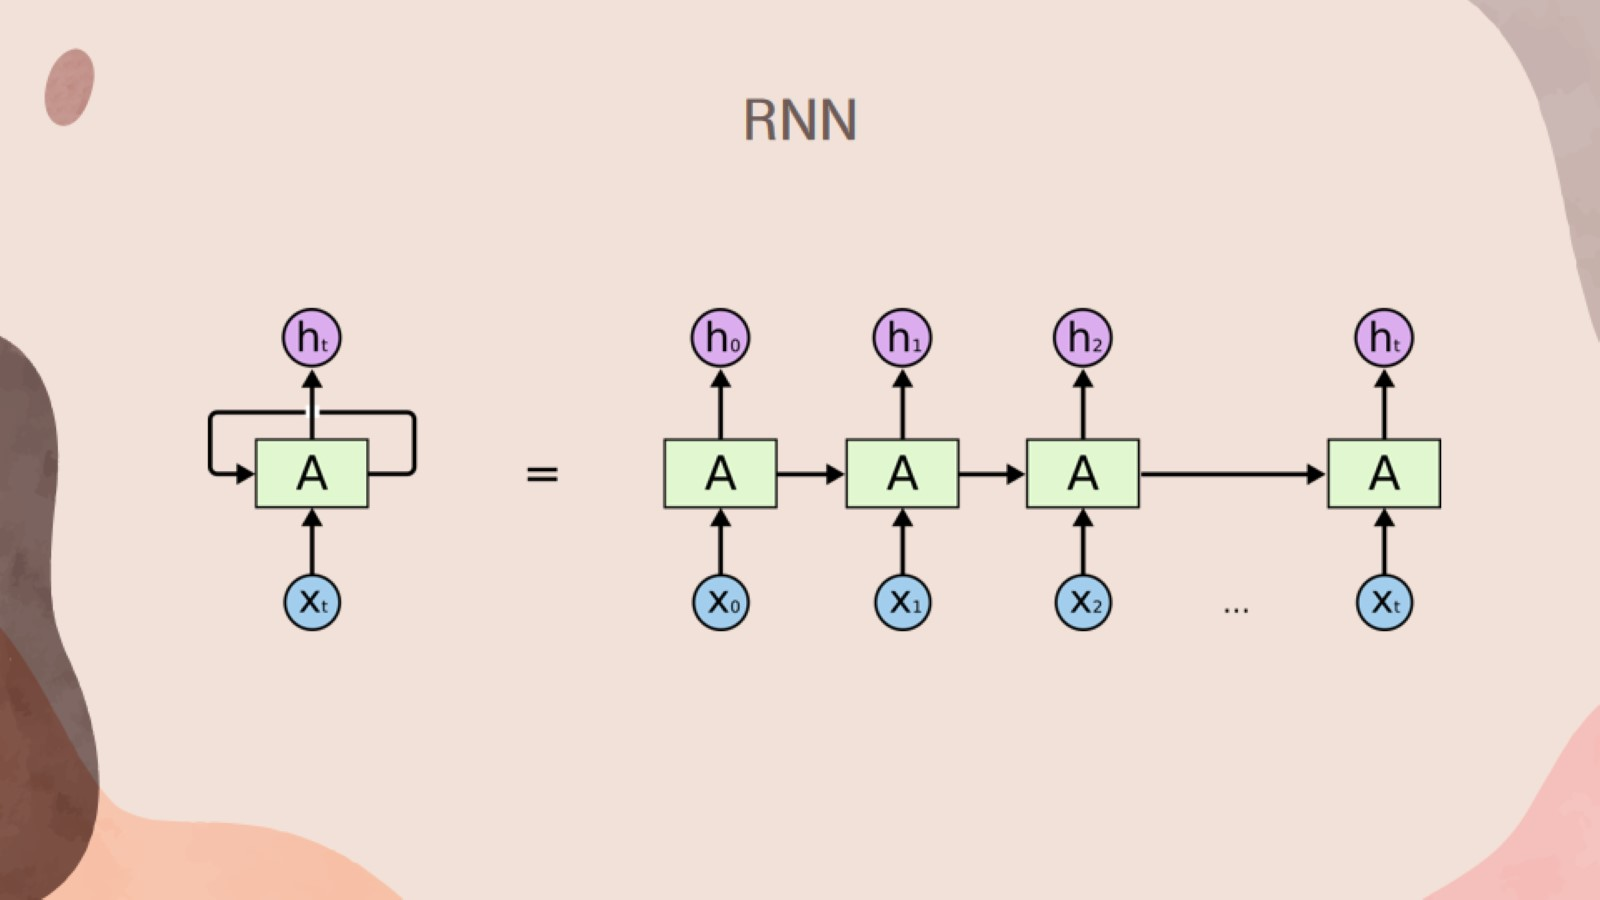 RNN
hₜ h₀ h₁ h₂ hₜ
A = A A A A
xₜ x₀ x₁ x₂ ... xₜ